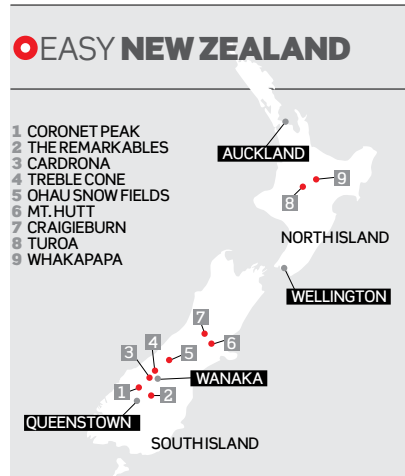 EASY NEW ZEALAND
1 CORONET PEAK
2 THE REMARKABLES
3 CARDRONA
4 TREBLE CONE
5 OHAU SNOW FIELDS
6 MT. HUTT
7 CRAIGIEBURN
8 TUROA
9 WHAKAPAPA
AUCKLAND
9
8
NORTH ISLAND
WELLINGTON
7
4
6
3
5
WANAKA
1
2
QUEENSTOWN
SOUTH ISLAND